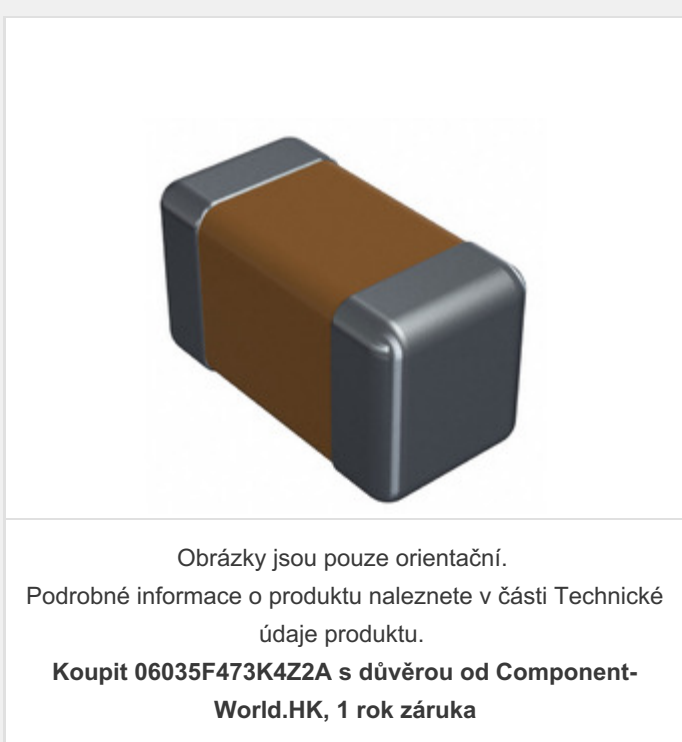 Obrázky jsou pouze orientační.
Podrobné informace o produktu naleznete v části Technické
údaje produktu.
Koupit 06035F473K4Z2A s důvěrou od Component-
World.HK, 1 rok záruka